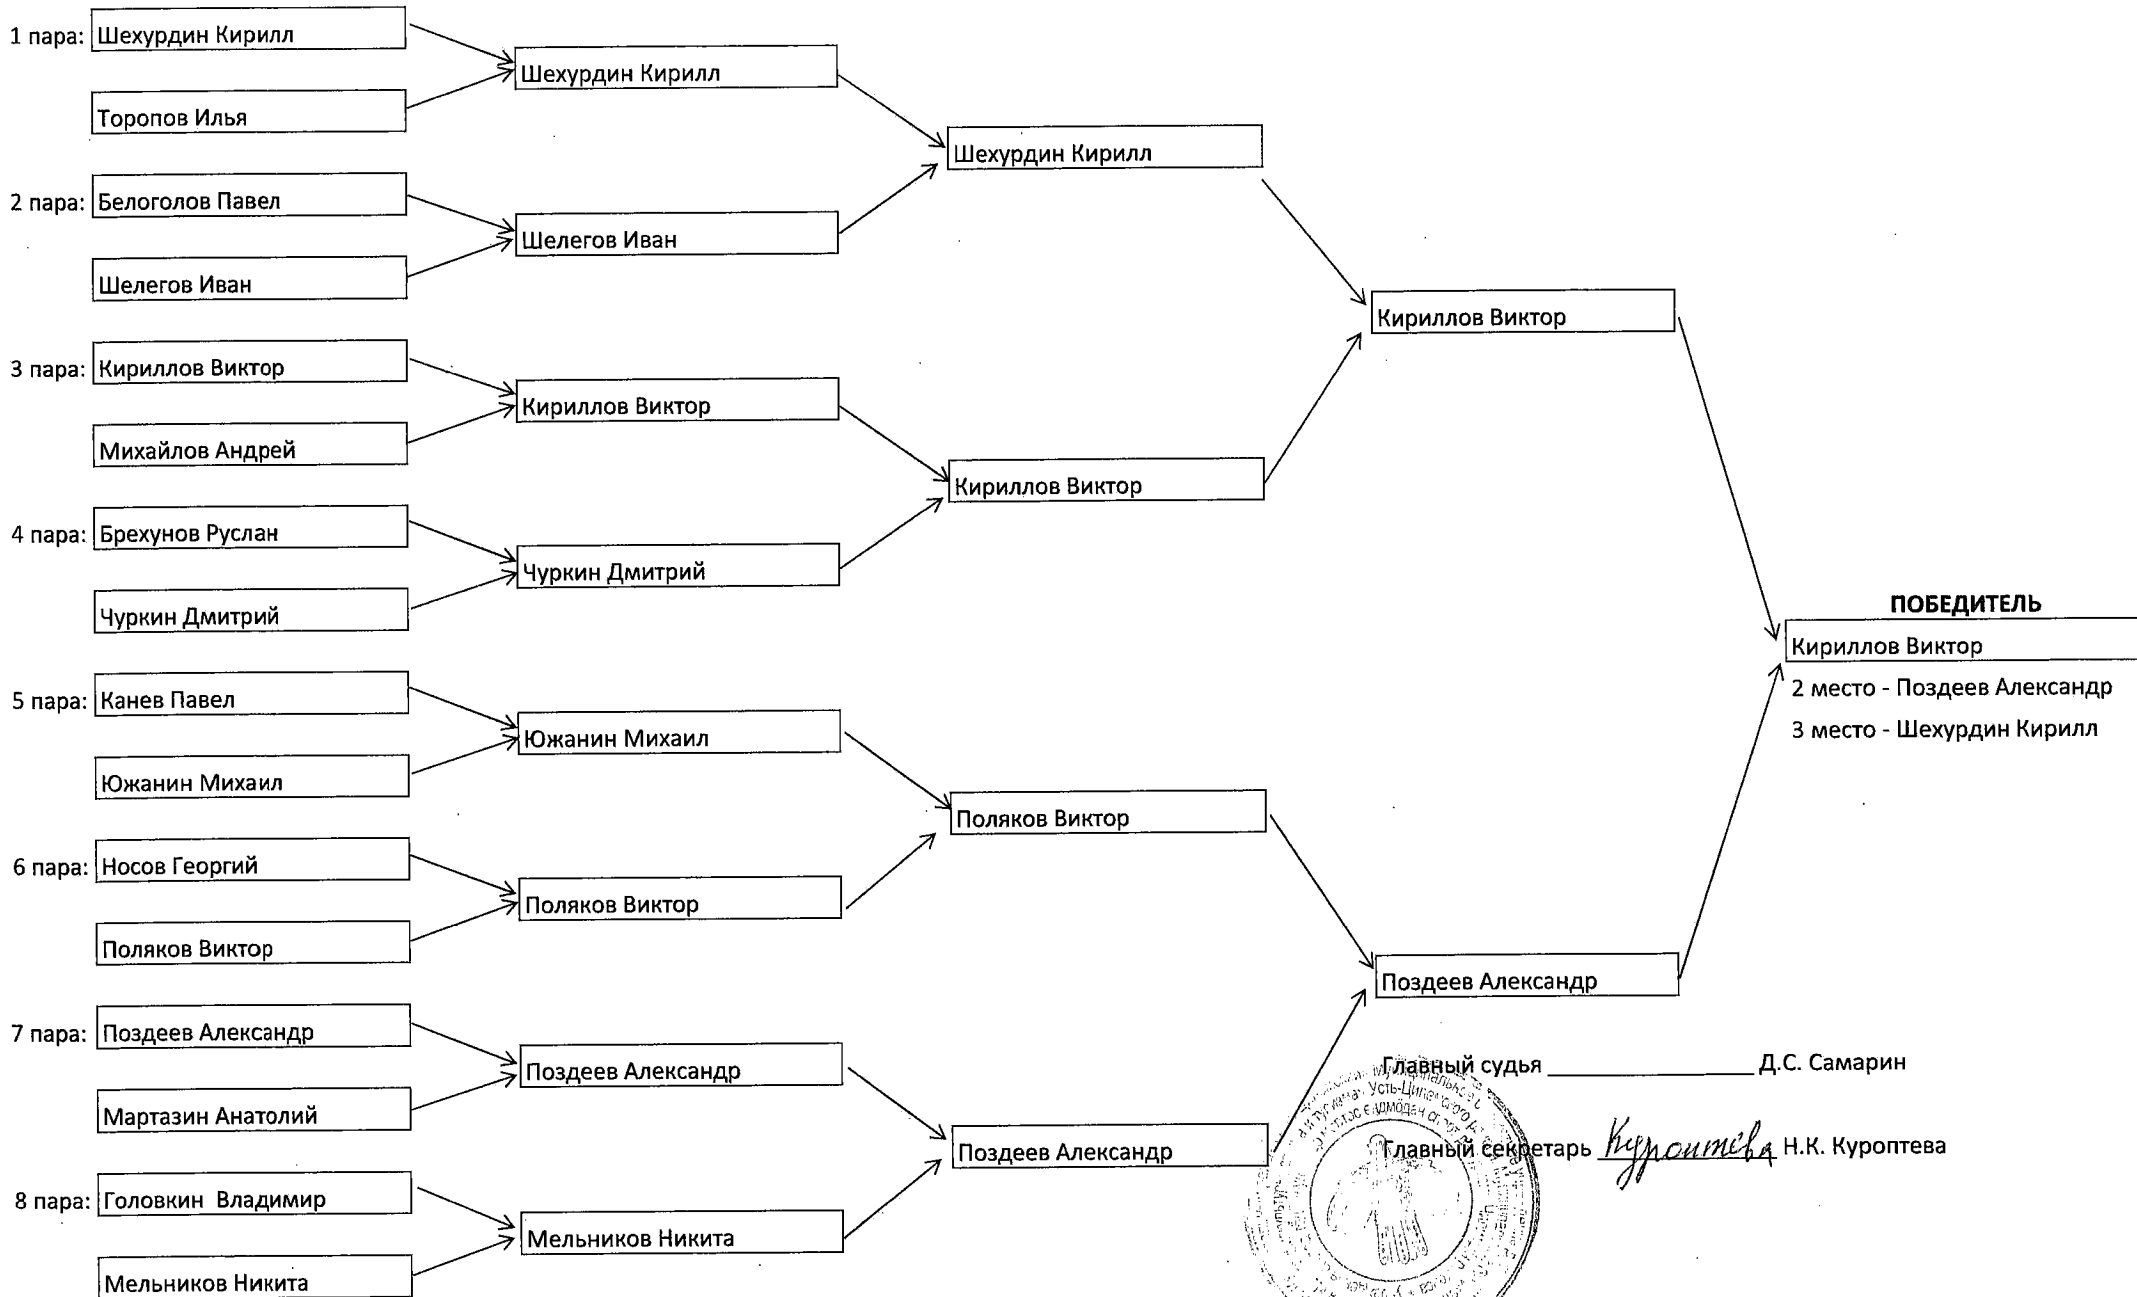 1 пара: Шехурдин Кирилл
Торопов Илья
2 пара: Белоголов Павел
Шелегов Иван
3 пара: Кириллов Виктор
Михайлов Андрей
4 пара: Брехунов Руслан
Чуркин Дмитрий
5 пара: Канев Павел
Южанин Михаил
6 пара: Носов Георгий
Поляков Виктор
7 пара: Поздеев Александр
Мартазин Анатолий
8 пара: Головкин Владимир
Мельников Никита
Шехурдин Кирилл
Шелегов Иван
Кириллов Виктор
Чуркин Дмитрий
Южанин Михаил
Поляков Виктор
Поздеев Александр
Мельников Никита
Шехурдин Кирилл
Кириллов Виктор
Поляков Виктор
Поздеев Александр
Кириллов Виктор
Поздеев Александр
ПОБЕДИТЕЛЬ
Кириллов Виктор
2 место - Поздеев Александр
3 место - Шехурдин Кирилл
Главный судья Д.С. Самарин
Главный секретарь Куроптева Н.К. Куроптева